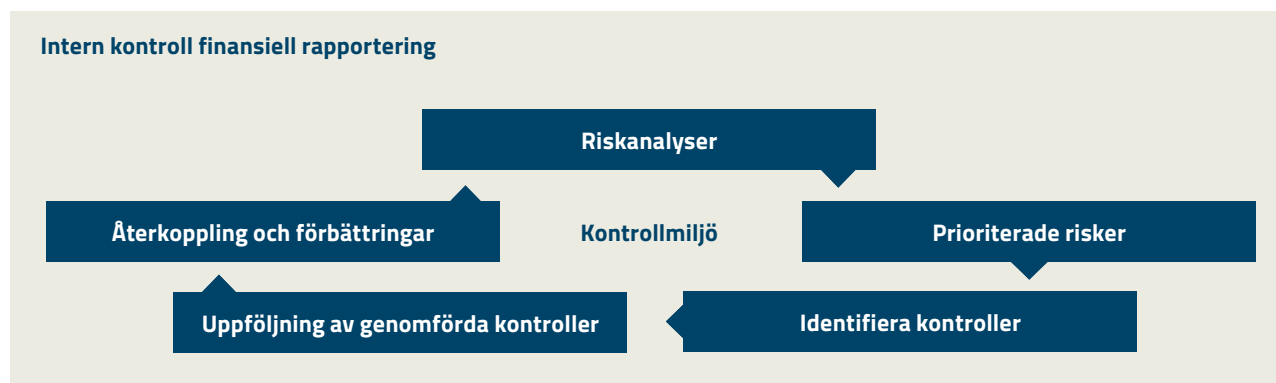 Intern kontroll finansiell rapportering
Riskanalyser
Återkoppling och förbättringar
Kontrollmiljö
Prioriterade risker
Uppföljning av genomförda kontroller
Identifiera kontroller